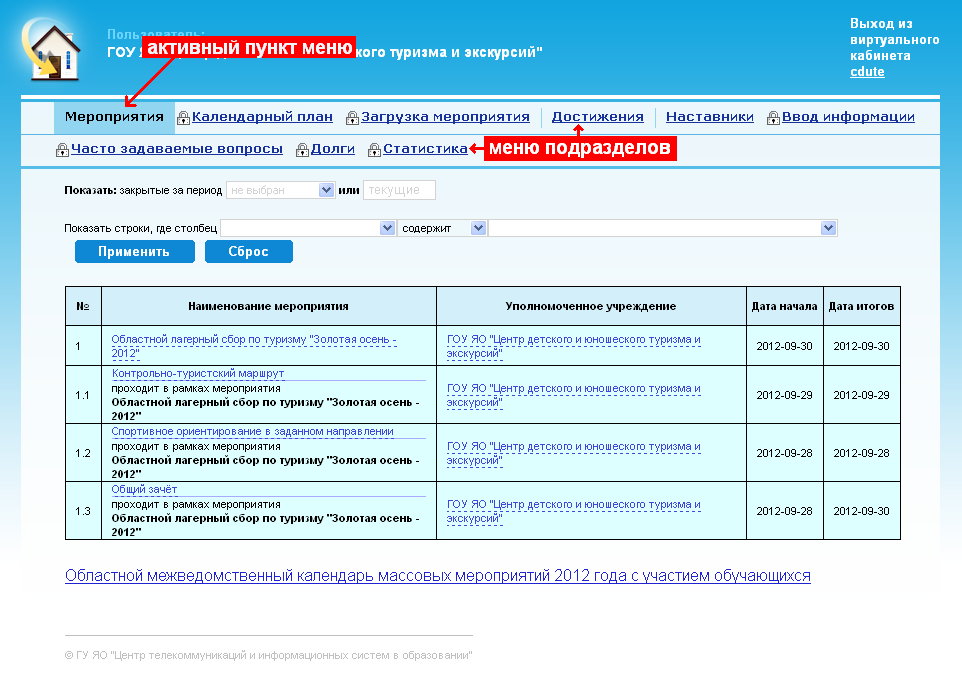 Пользователь:
активный пункт меню
ГОУ Я кого туризма и экскурсий"
Выход из
виртуального
кабинета
cdute
Мероприятия Календарный план Загрузка мероприятия Достижения Наставники Ввод информации
Часто задаваемые вопросы Долги Статистика меню подразделов
Показать: закрытые за период не выбран или текущие
Показать строки, где столбец содержит
Применить Сброс
№ Наименование мероприятия Уполномоченное учреждение Дата начала Дата итогов
1 Областной лагерный сбор по туризму "Золотая осень - 2012" ГОУ ЯО "Центр детского и юношеского туризма и экскурсий" 2012-09-30 2012-09-30
1.1 Контрольно-туристский маршрут
проходит в рамках мероприятия
Областной лагерный сбор по туризму "Золотая осень - 2012" ГОУ ЯО "Центр детского и юношеского туризма и экскурсий" 2012-09-29 2012-09-29
1.2 Спортивное ориентирование в заданном направлении
проходит в рамках мероприятия
Областной лагерный сбор по туризму "Золотая осень - 2012" ГОУ ЯО "Центр детского и юношеского туризма и экскурсий" 2012-09-28 2012-09-28
1.3 Общий зачёт
проходит в рамках мероприятия
Областной лагерный сбор по туризму "Золотая осень - 2012" ГОУ ЯО "Центр детского и юношеского туризма и экскурсий" 2012-09-28 2012-09-30
Областной межведомственный календарь массовых мероприятий 2012 года с участием обучающихся
© ГУ ЯО "Центр телекоммуникаций и информационных систем в образовании"